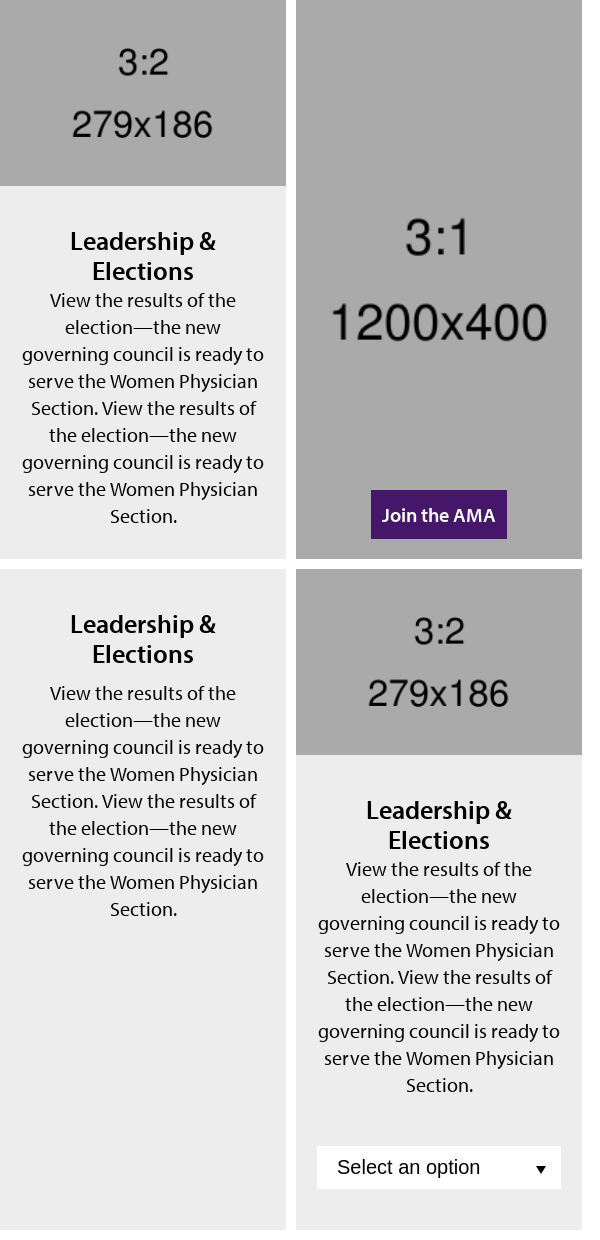 3:2
279x186
Leadership &
Elections
View the results of the
election—the new
governing council is ready to
serve the Women Physician
Section. View the results of
the election—the new
governing council is ready to
serve the Women Physician
Section.
3:1
1200x400
Join the AMA
Leadership &
Elections
View the results of the
election—the new
governing council is ready to
serve the Women Physician
Section. View the results of
the election—the new
governing council is ready to
serve the Women Physician
Section.
3:2
279x186
Leadership &
Elections
View the results of the
election—the new
governing council is ready to
serve the Women Physician
Section. View the results of
the election—the new
governing council is ready to
serve the Women Physician
Section.
Select an option